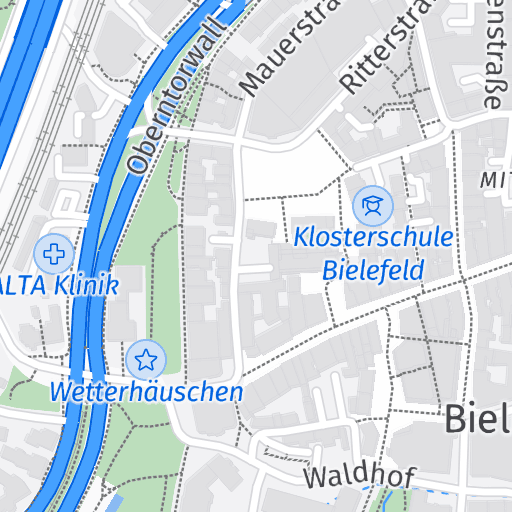 Oberntorwall
Mauerstra
Ritterstra
enstraße
MIT
Klosterschule
Bielefeld
ALTA Klinik
Wetterhäuschen
Biel
Waldhof